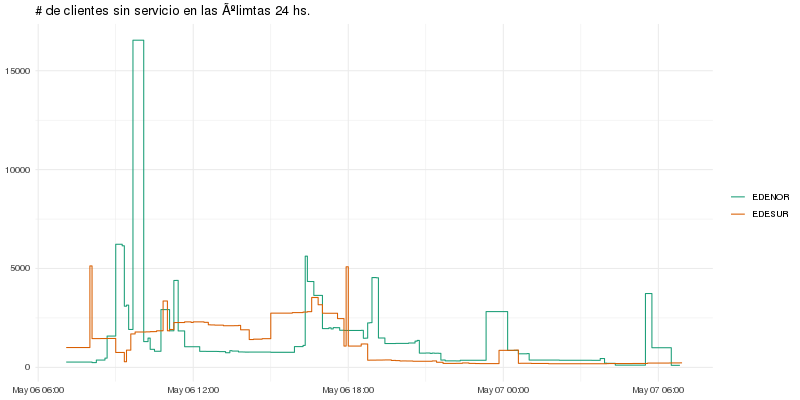 # de clientes sin servicio en las Ãºlimtas 24 hs.
15000
10000
5000
0
May 06 06:00 May 06 12:00 May 06 18:00 May 07 00:00 May 07 06:00
EDENOR
EDESUR